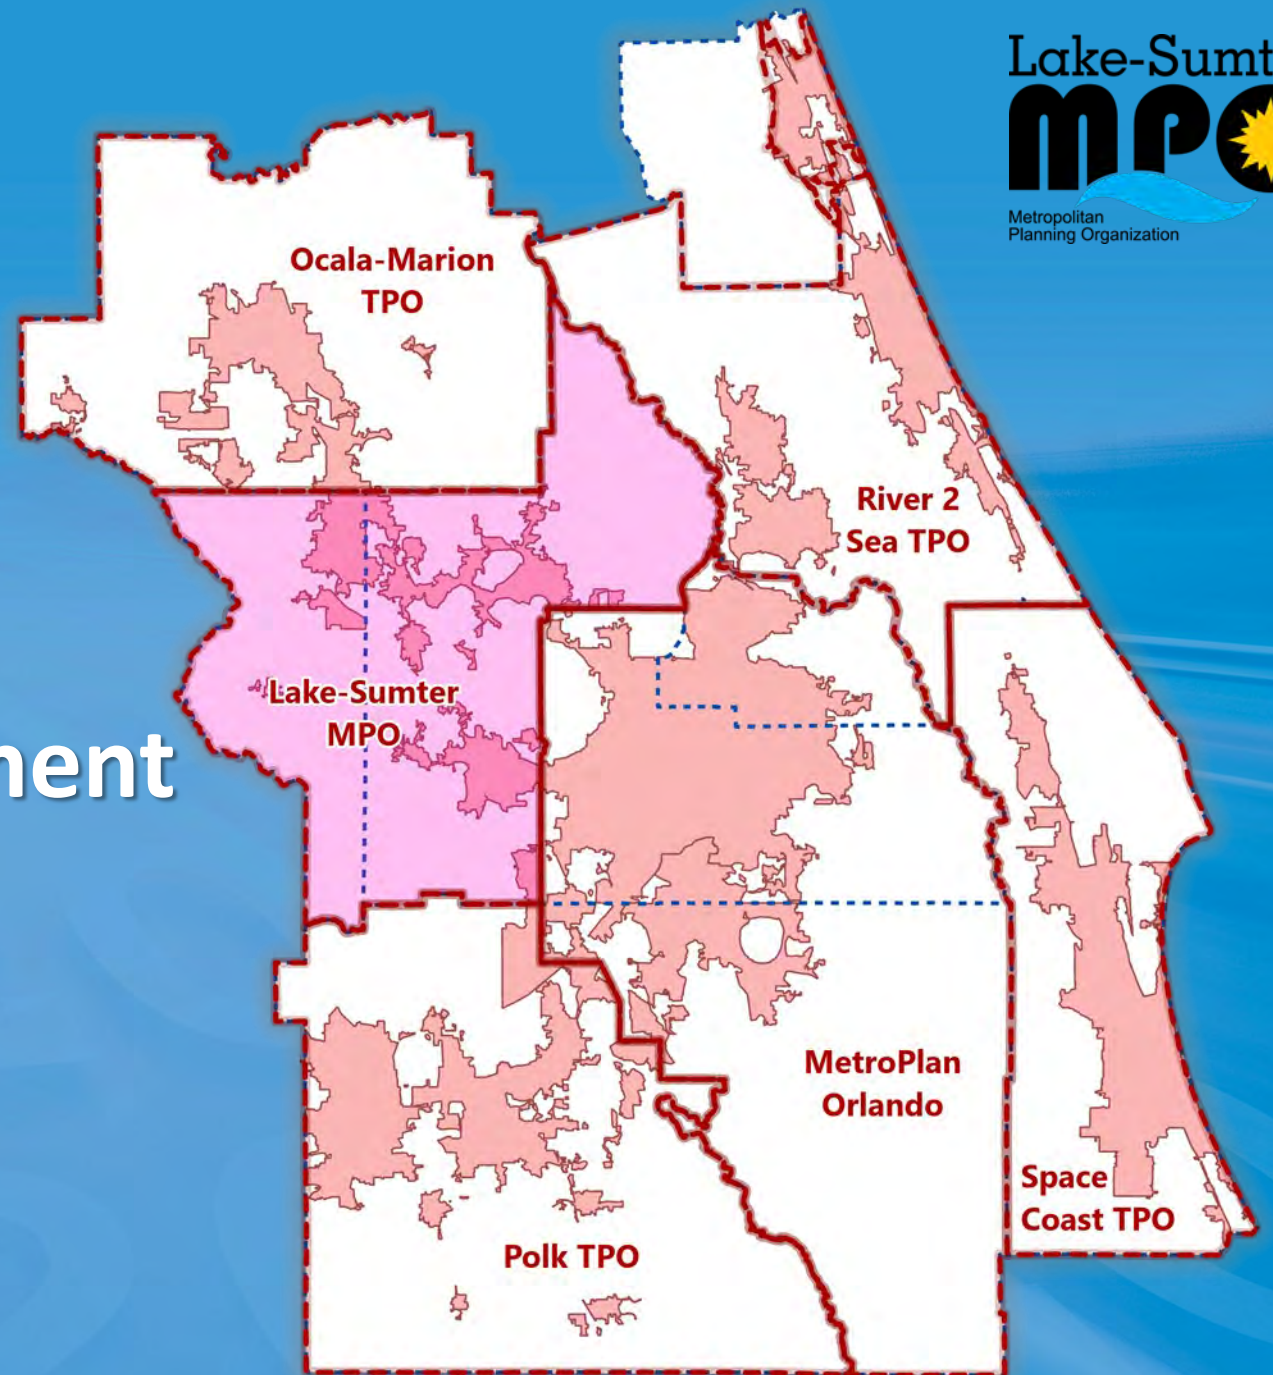 Lake-Sumt
MPO
Metropolitan
Planning Organization
Ocala-Marion
TPO
River 2
Sea TPO
Lake-Sumter
MPO
nent
MetroPlan
Orlando
Space
Coast TPO
Polk TPO